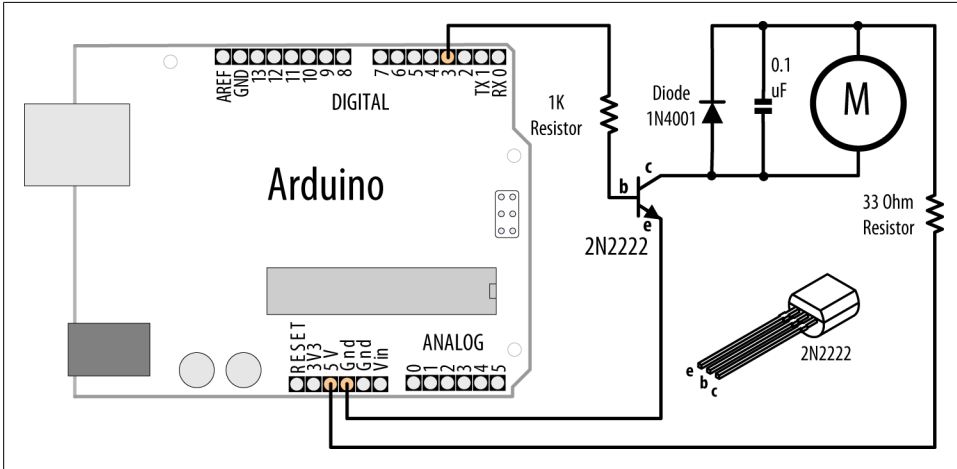 AREF
GND
13
12
11
10
9
8
7
6
5
4
3
2
TX 1
RX 0
DIGITAL
Arduino
RESET
3V3
5V
Gnd
Gnd
Vin
ANALOG
0
1
2
3
4
5
1K
Resistor
Diode
1N4001
0.1
uF
M
b
c
e
2N2222
33 Ohm
Resistor
2N2222
e
b
c